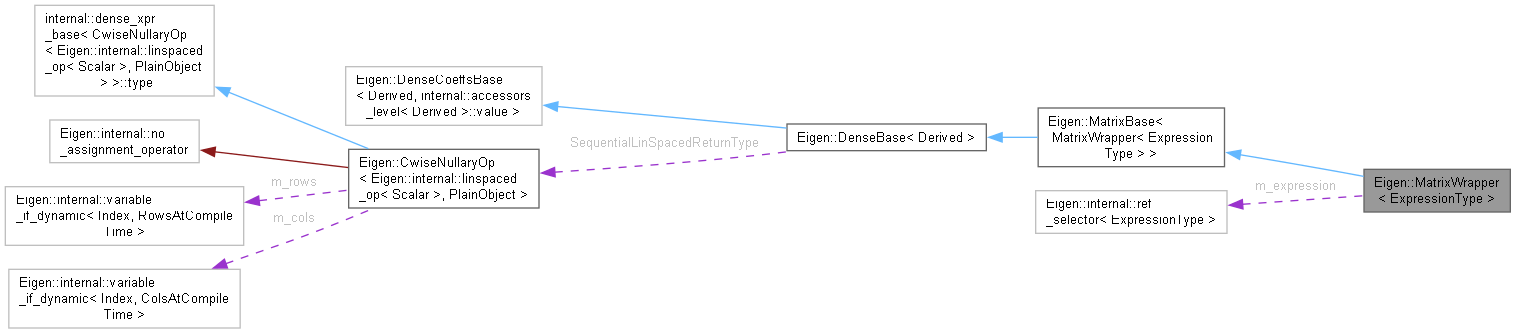 internal::dense_xpr
_base< CwiseNullaryOp
< Eigen::internal::linspaced
_op< Scalar >, PlainObject
> >::type
Eigen::internal::no
_assignment_operator
Eigen::internal::variable
_if_dynamic< Index, RowsAtCompile
Time >
Eigen::internal::variable
_if_dynamic< Index, ColsAtCompile
Time >
m_rows
m_cols
Eigen::DenseCoeffsBase
< Derived, internal::accessors
_level< Derived >::value >
Eigen::CwiseNullaryOp
< Eigen::internal::linspaced
_op< Scalar >, PlainObject >
SequentialLinSpacedReturnType
Eigen::DenseBase< Derived >
Eigen::MatrixBase<
MatrixWrapper< Expression
Type > >
Eigen::internal::ref
_selector< ExpressionType >
m_expression
Eigen::MatrixWrapper
< ExpressionType >